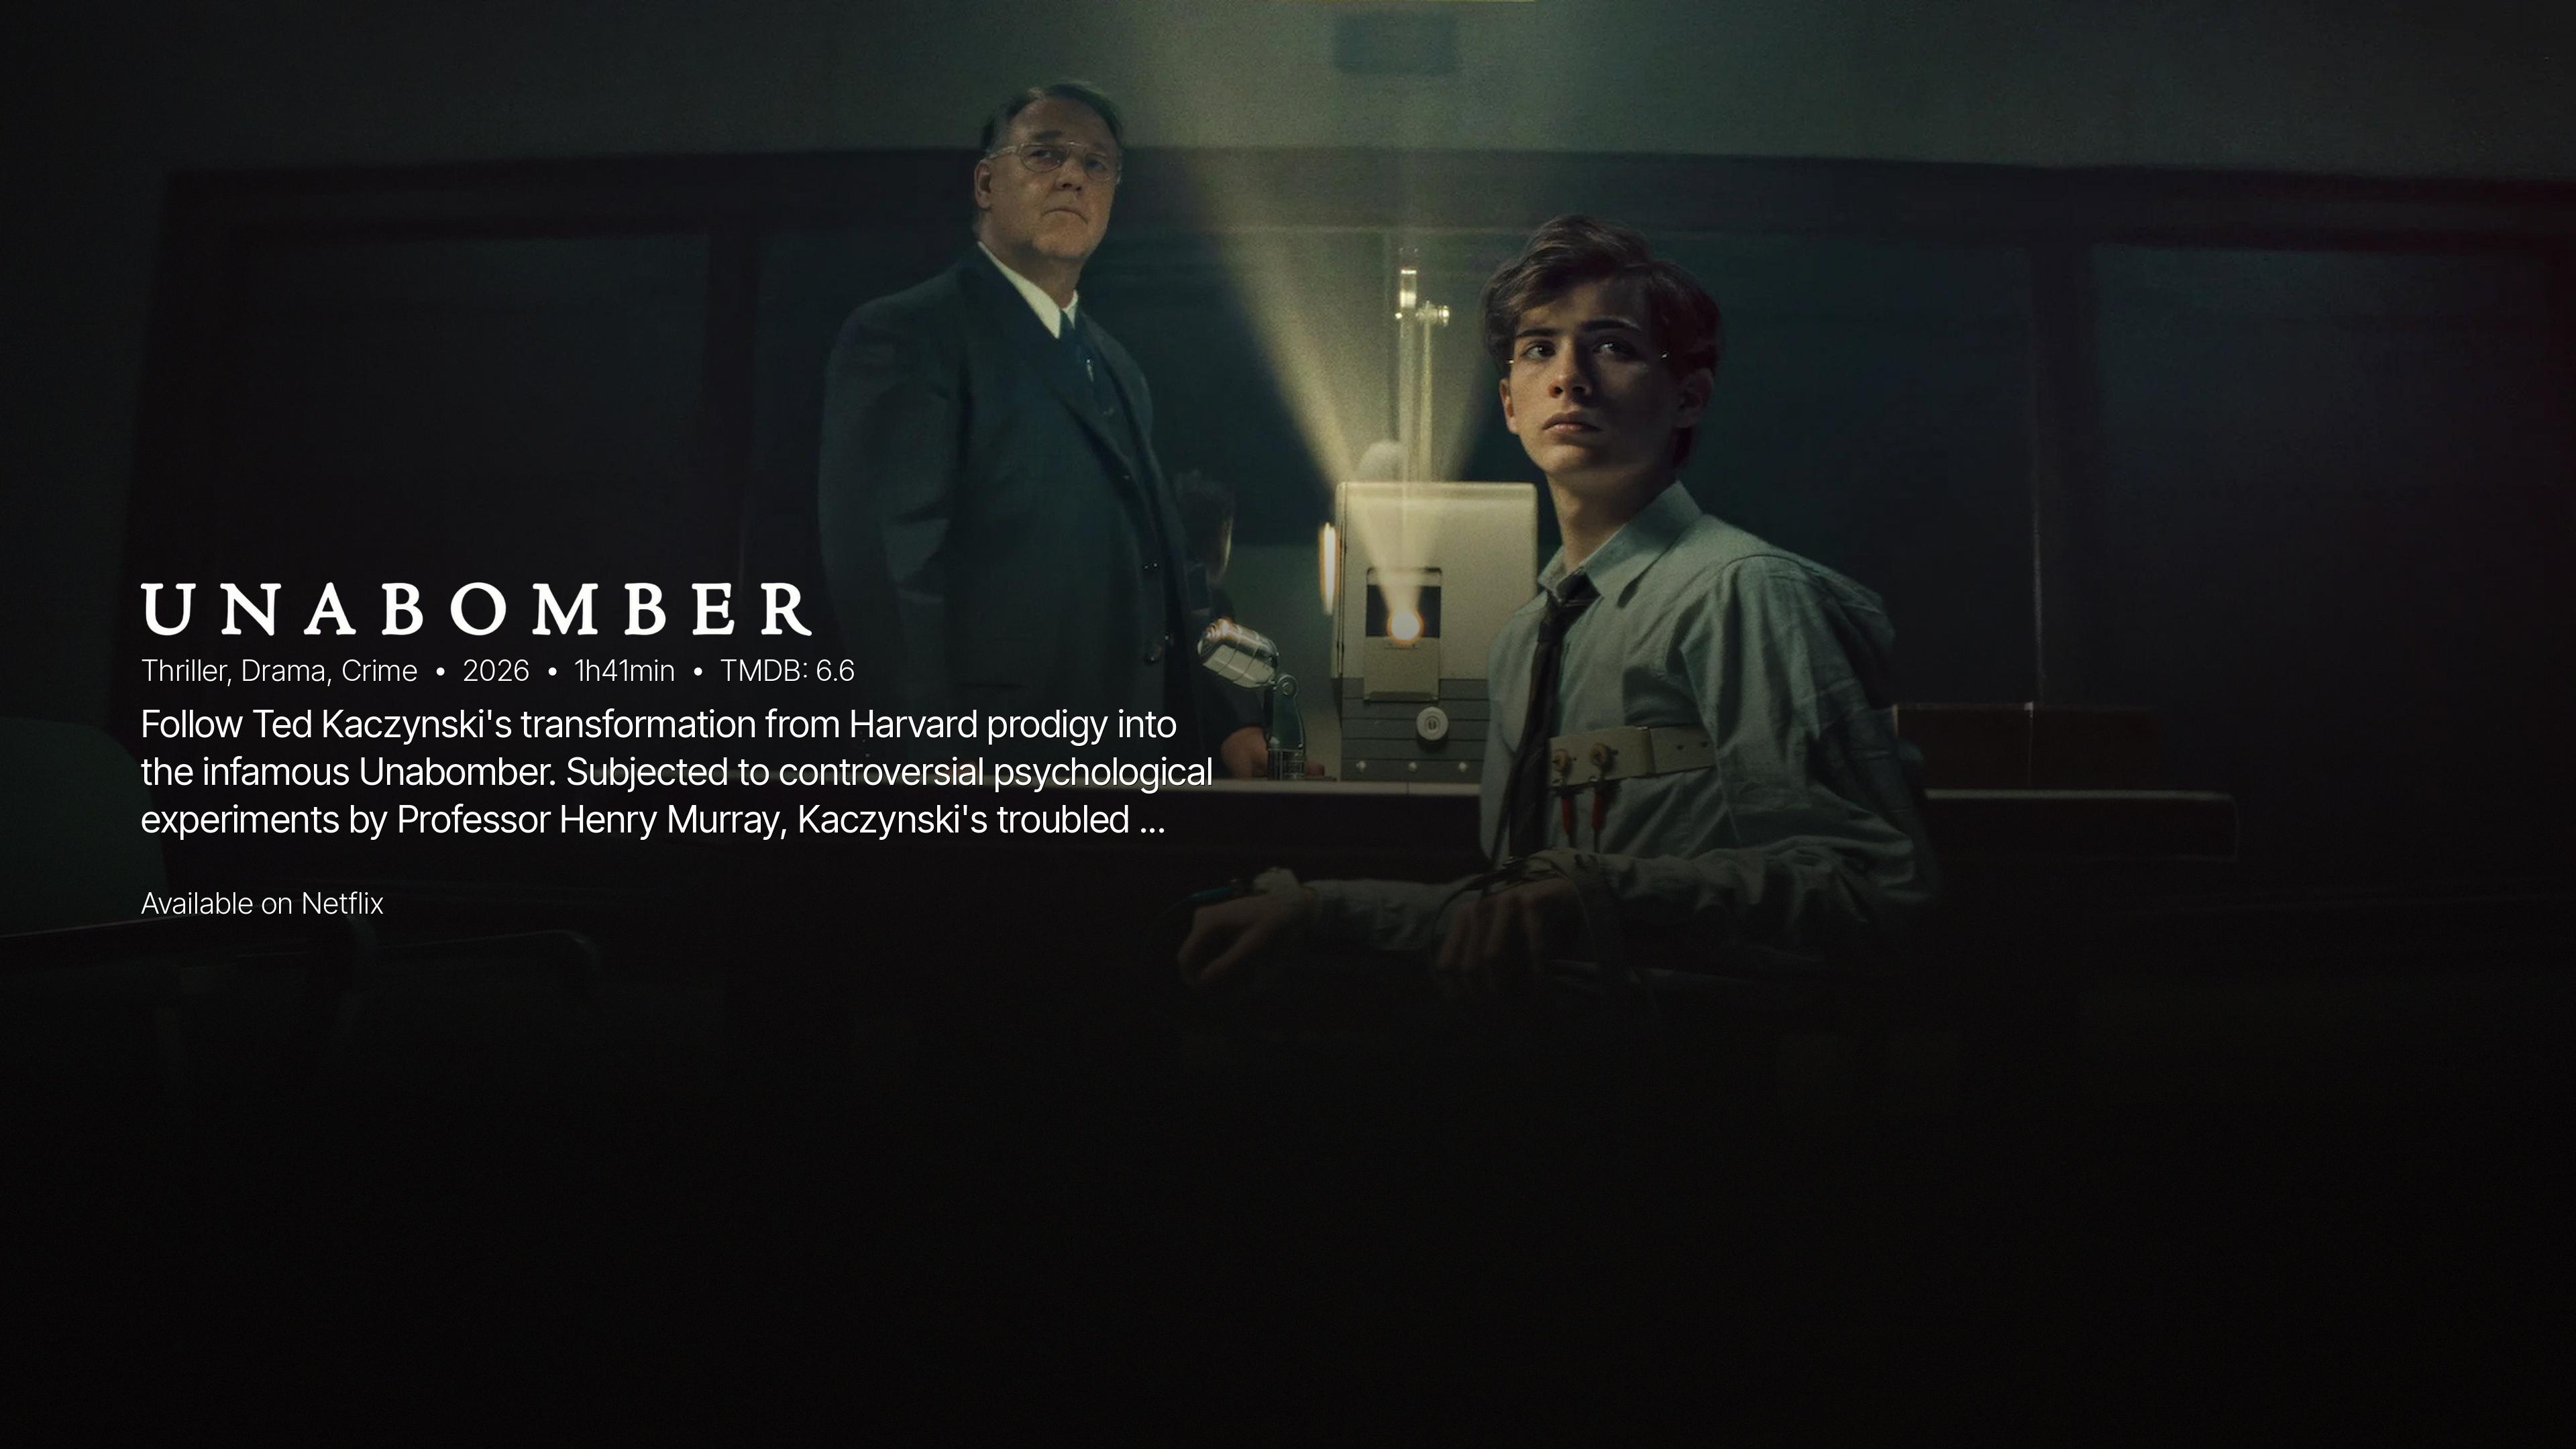 UNABOMBER
Thriller, Drama, Crime • 2026 • 1h41min • TMDB: 6.6
Follow Ted Kaczynski's transformation from Harvard prodigy into
the infamous Unabomber. Subjected to controversial psychological
experiments by Professor Henry Murray, Kaczynski's troubled ...
Available on Netflix